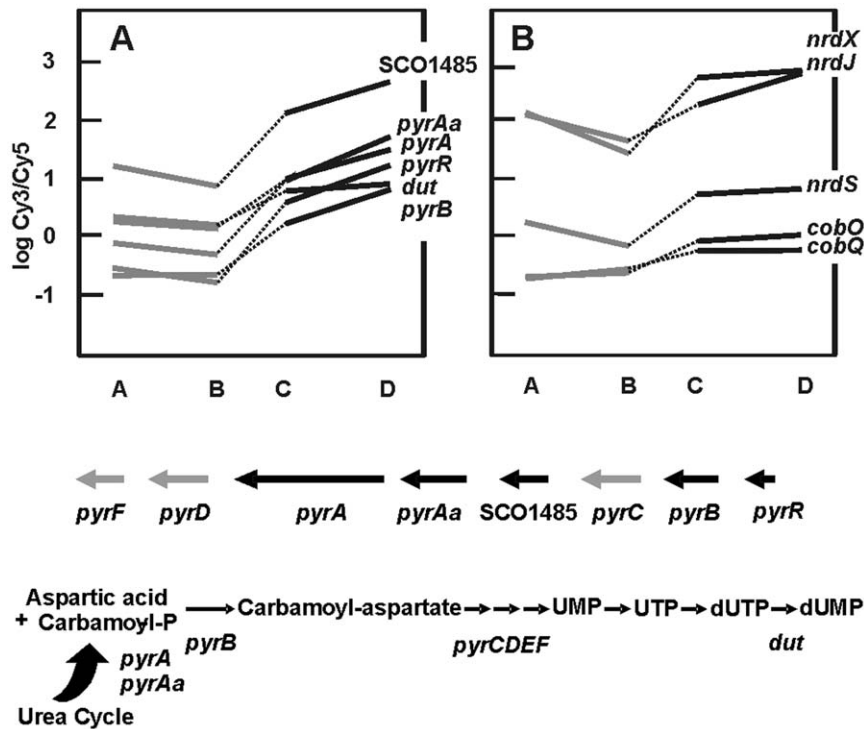 A
B
3
2
1
0
-1
log Cy3/Cy5
SCO1485
pyrAa
pyrA
pyrR
dut
pyrB
nrdX
nrdJ
nrdS
cobO
cobQ
A B C D
A B C D
pyrF pyrD pyrA pyrAa SCO1485 pyrC pyrB pyrR
Aspartic acid
+ Carbamoyl-P
Carbamoyl-aspartate UMP UTP dUTP dUMP
pyrB pyrCDEF dut
pyrA
pyrAa
Urea Cycle